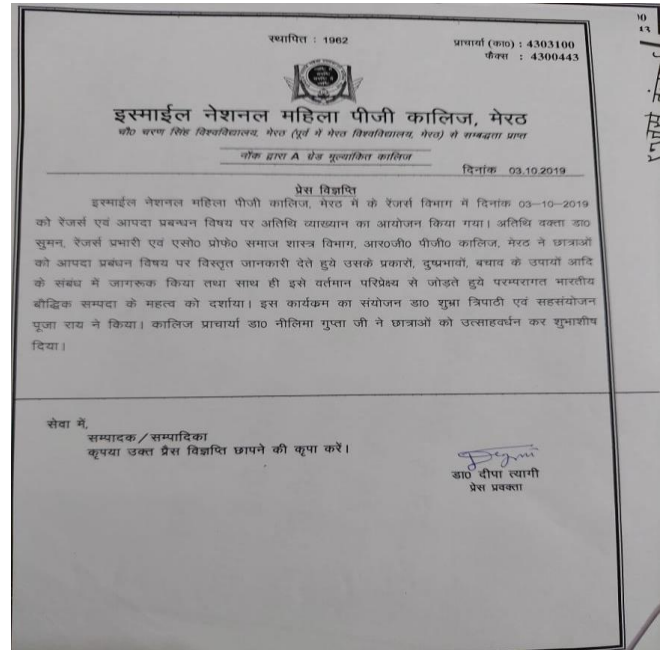 स्थापित : 1962
प्राचार्या (का०) : 4303100
फैक्स : 4300443
इस्माईल नेशनल महिला पीजी कालिज, मेरठ
चौ० चरण सिंह विश्वविद्यालय, मेरठ (पूर्व में मेरठ विश्वविद्यालय, मेरठ) से सम्बद्धता प्राप्त
नॉक द्वारा A ग्रेड मूल्यांकित कालिज
दिनांक 03.10.2019
प्रेस विज्ञप्ति
इस्माईल नेशनल महिला पीजी कालिज, मेरठ में के रेंजर्स विभाग में दिनांक 03-10-2019
को रेंजर्स एवं आपदा प्रबन्धन विषय पर अतिथि व्याख्यान का आयोजन किया गया। अतिथि वक्ता डा०
सुमन, रेंजर्स प्रभारी एवं एसो० प्रोफे० समाज शास्त्र विभाग, आर०जी० पीजी० कालिज, मेरठ ने छात्राओं
को आपदा प्रबंधन विषय पर विस्तृत जानकारी देते हुये उसके प्रकारों, दुष्प्रभावों, बचाव के उपायों आदि
के संबंध में जागरूक किया तथा साथ ही इसे वर्तमान परिप्रेक्ष्य से जोड़ते हुये परम्परागत भारतीय
बौद्धिक सम्पदा के महत्व को दर्शाया। इस कार्यकम का संयोजन डा० शुभ्रा त्रिपाठी एवं सहसंयोजन
पूजा राय ने किया। कालिज प्राचार्या डा० नीलिमा गुप्ता जी ने छात्राओं को उत्साहवर्धन कर शुभाशीष
दिया।
सेवा में,
सम्पादक/सम्पादिका
कृपया उक्त प्रैस विज्ञप्ति छापने की कृपा करें।
डा० दीपा त्यागी
प्रेस प्रवक्ता